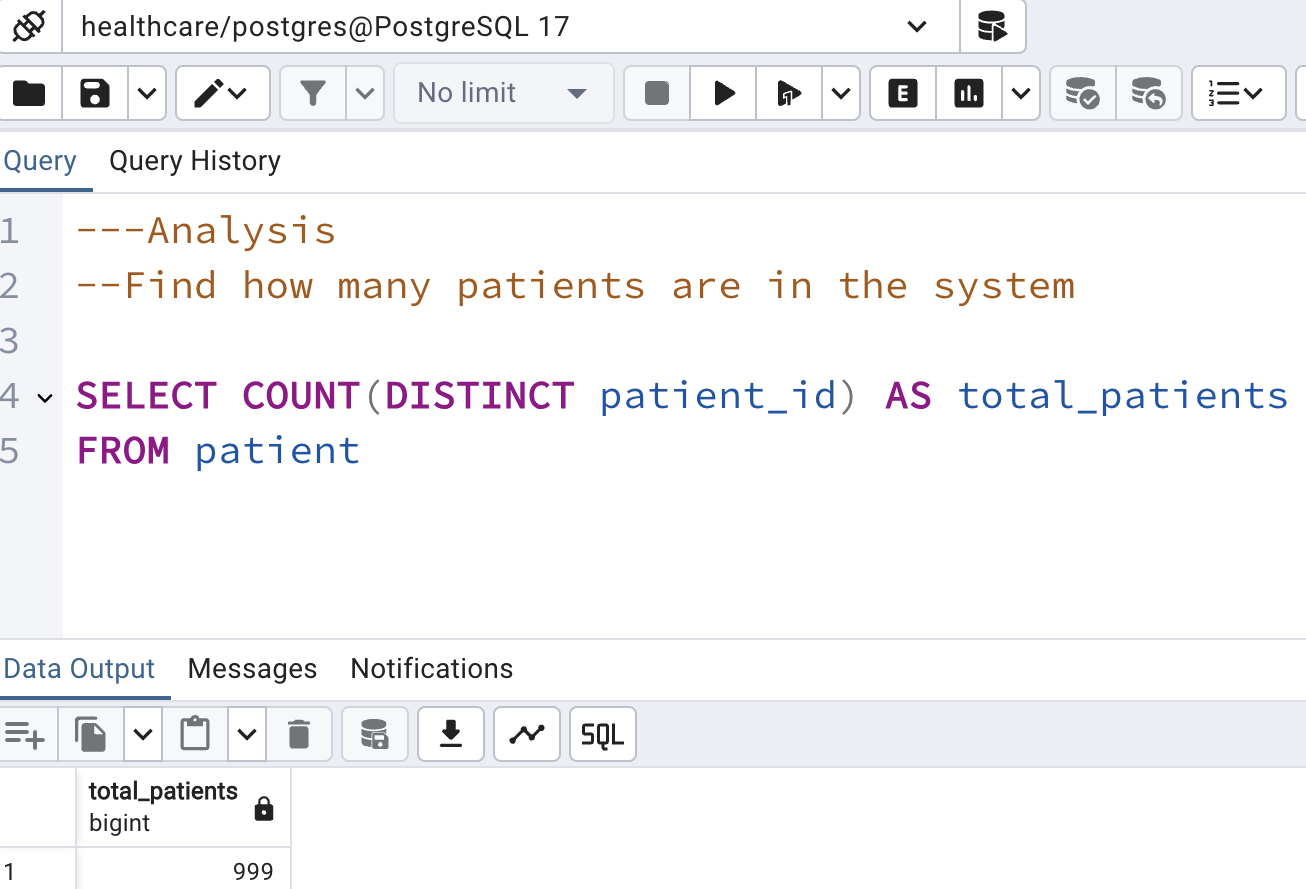 healthcare/postgres@PostgreSQL 17
No limit
E
Query Query History
1 ---Analysis
2 --Find how many patients are in the system
3
4 SELECT COUNT(DISTINCT patient_id) AS total_patients
5 FROM patient
Data Output Messages Notifications
SQL
total_patients
bigint
1 999